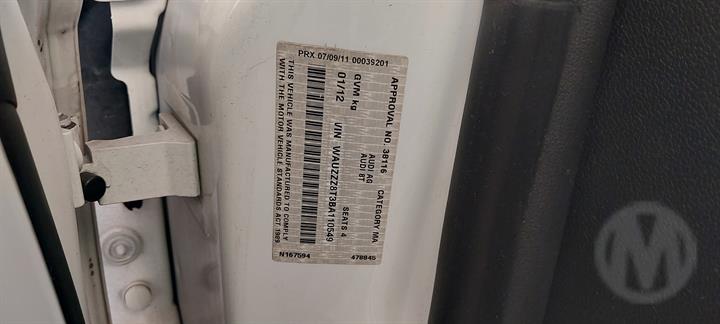 APPROVAL NO. 38116 CATEGORY MA
AUDI AG
AUDI 8T SEATS 4
VIN WAUZZZ8T3BA110549
GVM kg
01/12
THIS VEHICLE WAS MANUFACTURED TO COMPLY
WITH THE MOTOR VEHICLE STANDARDS ACT 1989.
PRX 07/09/11 00039201
N167594 478845
M